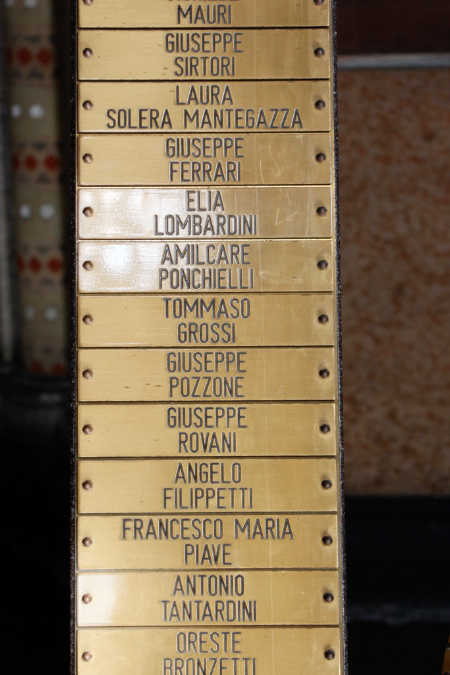 MAURI
GIUSEPPE
SIRTORI
LAURA
SOLERA MANTEGAZZA
GIUSEPPE
FERRARI
ELIA
LOMBARDINI
AMILCARE
PONCHIELLI
TOMMASO
GROSSI
GIUSEPPE
POZZONE
GIUSEPPE
ROVANI
ANGELO
FILIPPETTI
FRANCESCO MARIA
PIAVE
ANTONIO
TANTARDINI
ORESTE
BRONZETTI